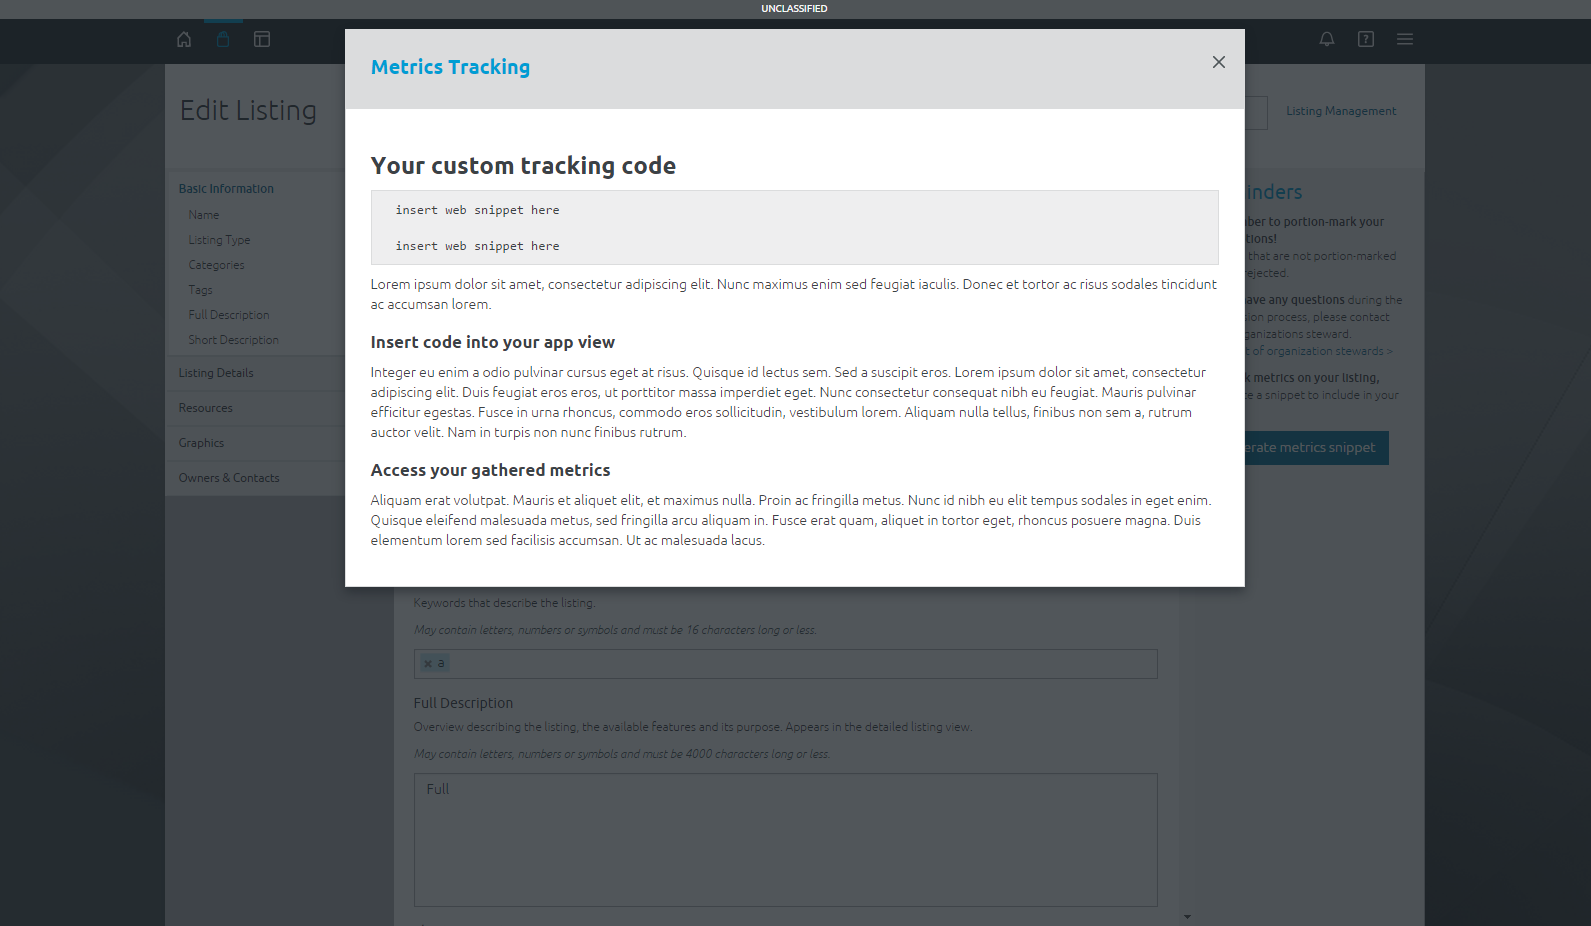 UNCLASSIFIED
Metrics Tracking
Edit Listing
Listing Management
Your custom tracking code
insert web snippet here
insert web snippet here
Lorem ipsum dolor sit amet, consectetur adipiscing elit. Nunc maximus enim sed feugiat iaculis. Donec et tortor ac risus sodales tincidunt
ac accumsan lorem.
Insert code into your app view
Integer eu enim a odio pulvinar cursus eget at risus. Quisque id lectus sem. Sed a suscipit eros. Lorem ipsum dolor sit amet, consectetur
adipiscing elit. Duis feugiat eros eros, ut porttitor massa imperdiet eget. Nunc consectetur consequat nibh eu feugiat. Mauris pulvinar
efficitur egestas. Fusce in urna rhoncus, commodo eros sollicitudin, vestibulum lorem. Aliquam nulla tellus, finibus non sem a, rutrum
auctor velit. Nam in turpis non nunc finibus rutrum.
Access your gathered metrics
Aliquam erat volutpat. Mauris et aliquet elit, et maximus nulla. Proin ac fringilla metus. Nunc id nibh eu elit tempus sodales in eget enim.
Quisque eleifend malesuada metus, sed fringilla arcu aliquam in. Fusce erat quam, aliquet in tortor eget, rhoncus posuere magna. Duis
elementum lorem sed facilisis accumsan. Ut ac malesuada lacus.
Basic Information
Name
Listing Type
Categories
Tags
Full Description
Short Description
Listing Details
Resources
Graphics
Owners & Contacts
to portion-mark your
that are not portion-marked
any questions during the
process, please contact
steward.
of organization stewards >
metrics on your listing,
a snippet to include in your
metrics snippet
Keywords that describe the listing.
May contain letters, numbers or symbols and must be 16 characters long or less.
a
Full Description
Overview describing the listing, the available features and its purpose. Appears in the detailed listing view.
May contain letters, numbers or symbols and must be 4000 characters long or less.
Full